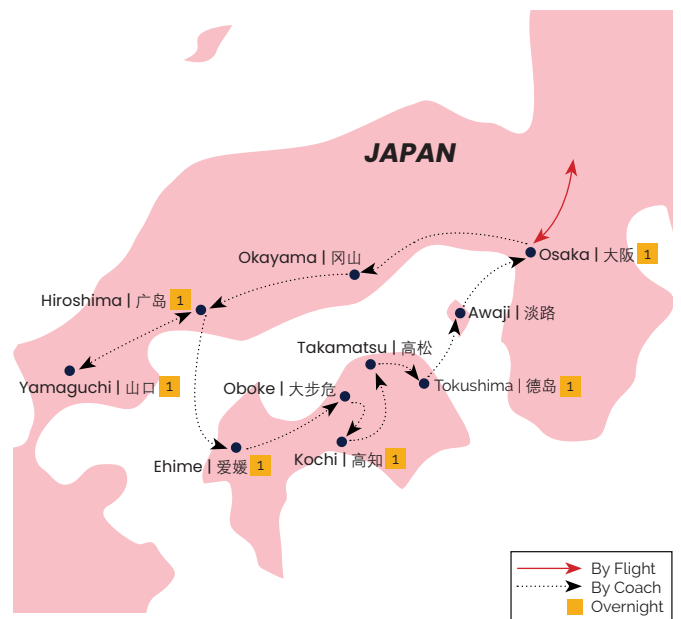 JAPAN
Osaka | 大阪 1
Okayama | 冈山
Hiroshima | 广岛 1
Awaji | 淡路
Takamatsu | 高松
Yamaguchi | 山口 1
Oboke | 大步危
Tokushima | 德岛 1
Ehime | 爱媛 1
Kochi | 高知 1
By Flight
By Coach
Overnight